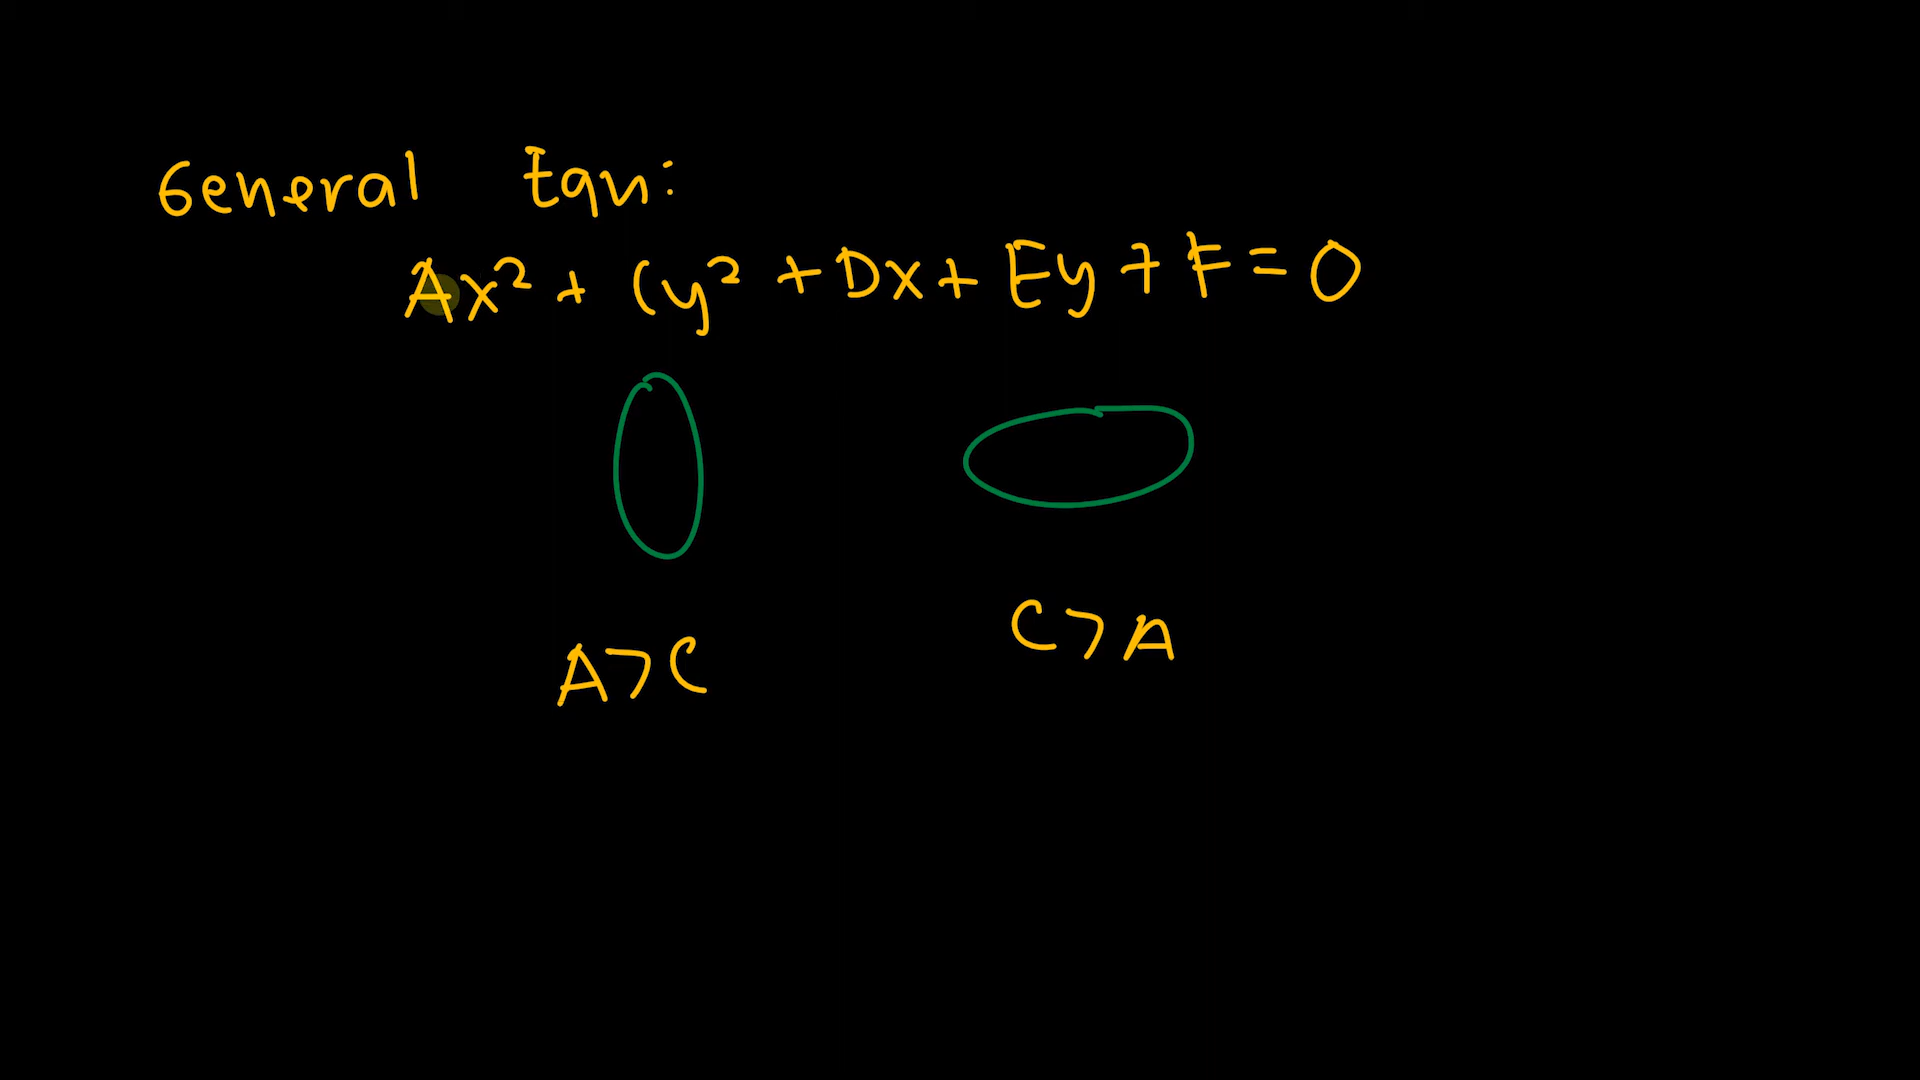 General Eqn:
Ax² + Cy² + Dx + Ey + F = 0
A > C
C > A